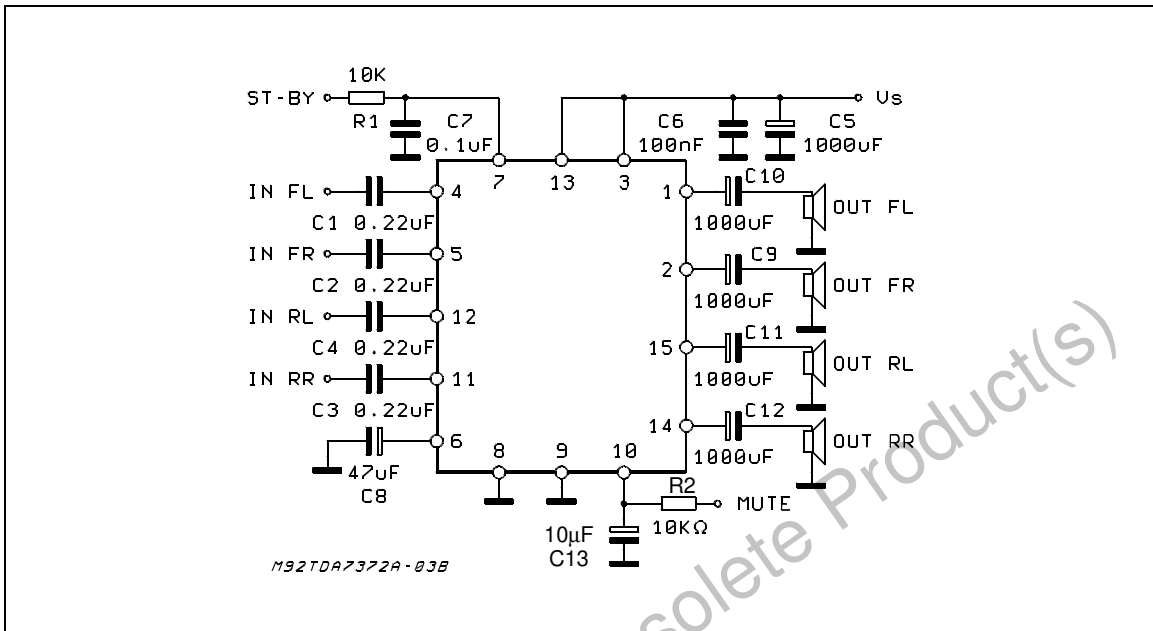 10K
ST-BY
Vs
R1
C7
0.1uF
C6
100nF
C5
1000uF
7
13
3
IN FL
4
C1 0.22uF
IN FR
5
C2 0.22uF
IN RL
12
C4 0.22uF
IN RR
11
C3 0.22uF
6
47uF
C8
8
9
10
1
C10
1000uF
OUT FL
2
C9
1000uF
OUT FR
15
C11
1000uF
OUT RL
14
C12
1000uF
OUT RR
R2
10KΩ
MUTE
10µF
C13
M92TDA7372A-03B
solete Product(s)